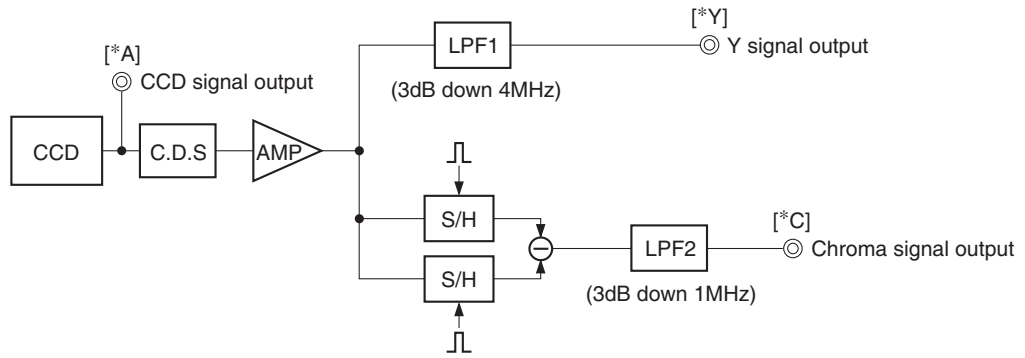 [*Y]
LPF1
Y signal output
[*A]
CCD signal output
(3dB down 4MHz)
CCD
C.D.S
AMP
S/H
[*C]
LPF2
Chroma signal output
S/H
(3dB down 1MHz)